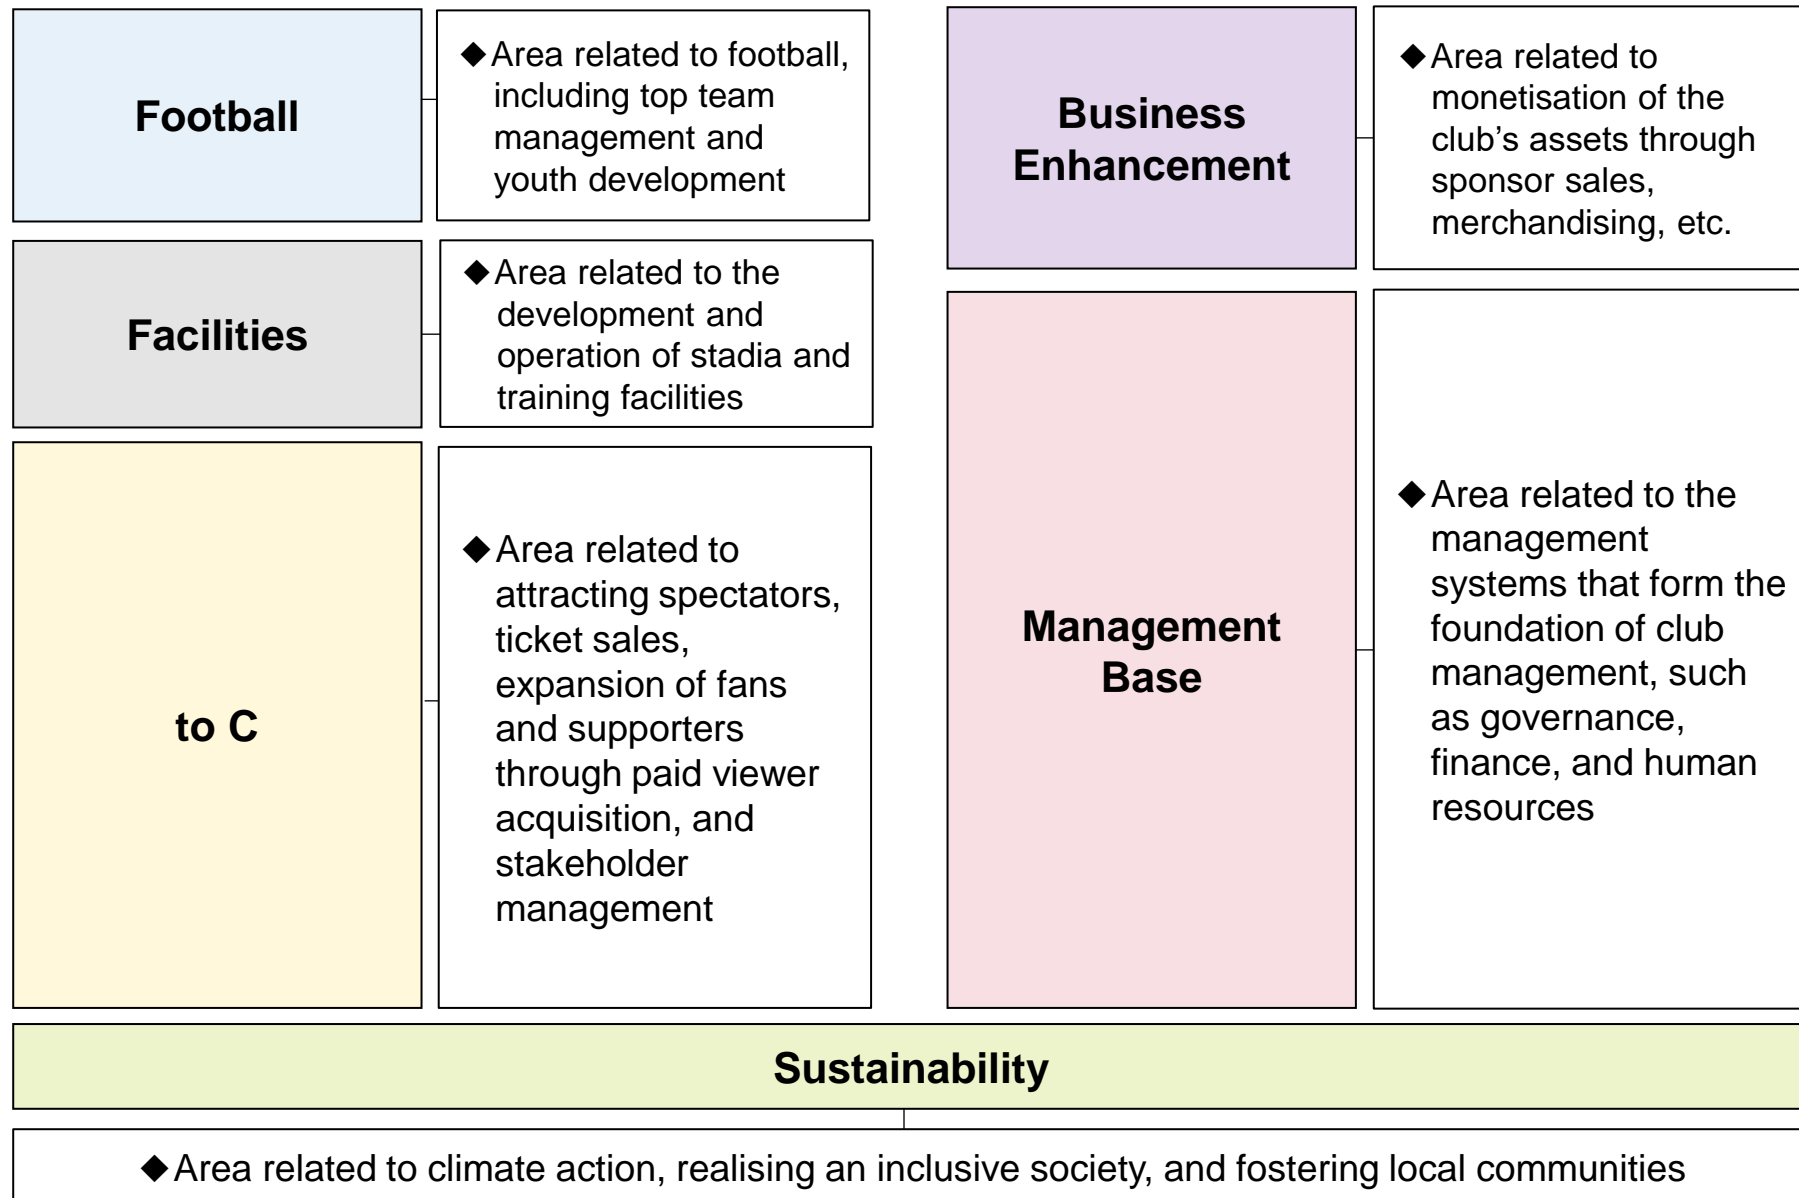 Football
◆Area related to football,
including top team
management and
youth development
Facilities
◆Area related to the
development and
operation of stadia and
training facilities
to C
◆Area related to
attracting spectators,
ticket sales,
expansion of fans
and supporters
through paid viewer
acquisition, and
stakeholder
management
Business
Enhancement
◆Area related to
monetisation of the
club’s assets through
sponsor sales,
merchandising, etc.
Management
Base
◆Area related to the
management
systems that form the
foundation of club
management, such
as governance,
finance, and human
resources
Sustainability
◆Area related to climate action, realising an inclusive society, and fostering local communities